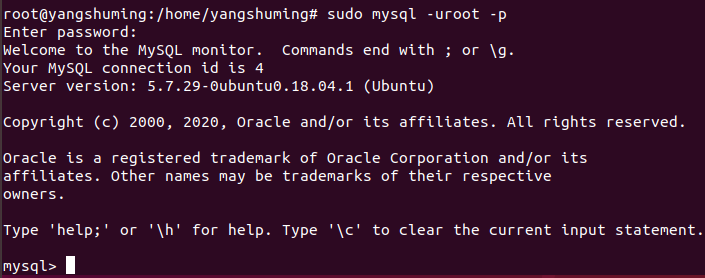 root@yangshuming:/home/yangshuming# sudo mysql -uroot -p
Enter password:
Welcome to the MySQL monitor.  Commands end with ; or \g.
Your MySQL connection id is 4
Server version: 5.7.29-0ubuntu0.18.04.1 (Ubuntu)
Copyright (c) 2000, 2020, Oracle and/or its affiliates. All rights reserved.
Oracle is a registered trademark of Oracle Corporation and/or its
affiliates. Other names may be trademarks of their respective
owners.
Type 'help;' or '\h' for help. Type '\c' to clear the current input statement.
mysql>